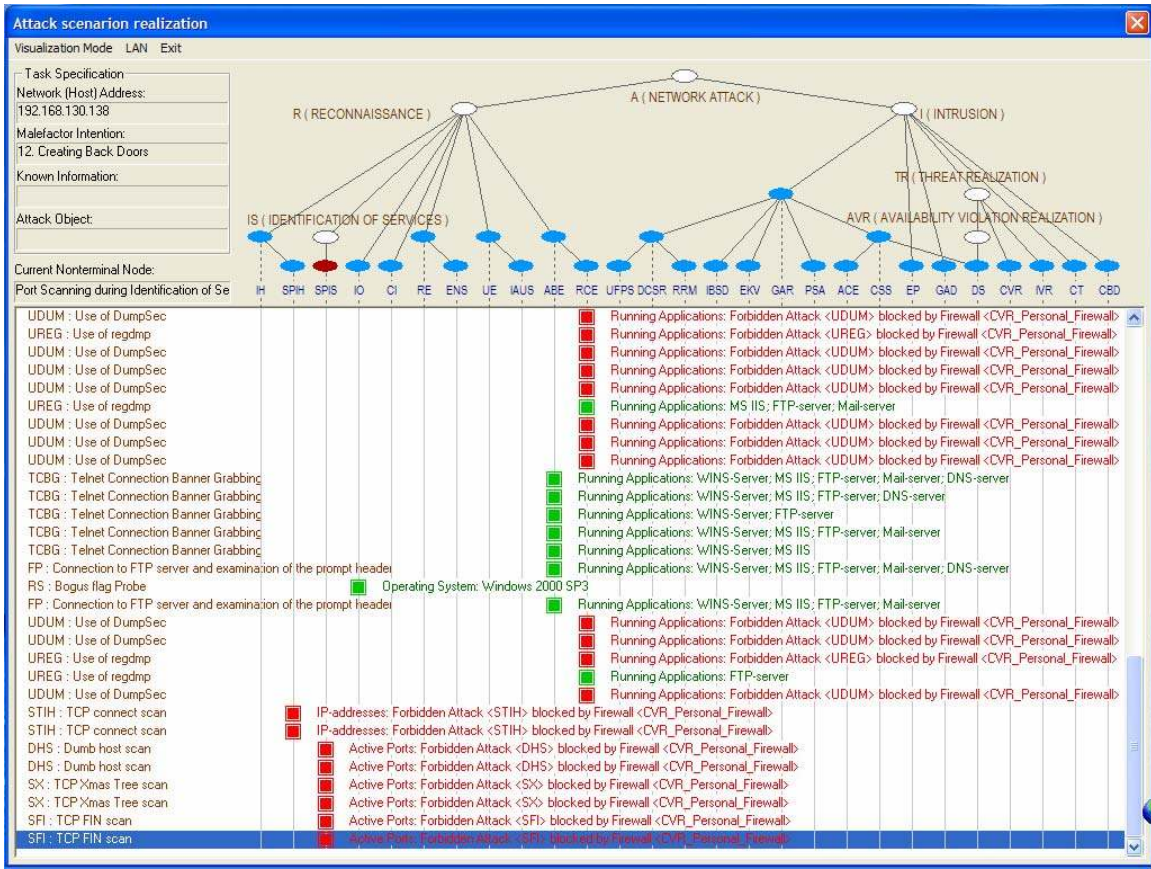 Attack scenarion realization
Visualization Mode LAN Exit
Task Specification
Network (Host) Address:
192.168.130.138
Malefactor Intention:
12. Creating Back Doors
Known Information:
Attack Object:
Current Nonterminal Node:
Port Scanning during Identification of Se
A ( NETWORK ATTACK )
R ( RECONNAISSANCE )
I ( INTRUSION )
TR ( THREAT REALIZATION )
IS ( IDENTIFICATION OF SERVICES )
AVR ( AVAILABILITY VIOLATION REALIZATION )
IH SPIH SPIS IO CI RE ENS UE IAUS ABE RCE UFPS DCSR RRM IBSD EKV GAR PSA ACE CSS EP GAD DS CVR IVR CT CBD
UDUM : Use of DumpSec Running Applications: Forbidden Attack <UDUM> blocked by Firewall <CVR_Personal_Firewall>
UREG : Use of regdmp Running Applications: Forbidden Attack <UREG> blocked by Firewall <CVR_Personal_Firewall>
UDUM : Use of DumpSec Running Applications: Forbidden Attack <UDUM> blocked by Firewall <CVR_Personal_Firewall>
UDUM : Use of DumpSec Running Applications: Forbidden Attack <UDUM> blocked by Firewall <CVR_Personal_Firewall>
UDUM : Use of DumpSec Running Applications: Forbidden Attack <UDUM> blocked by Firewall <CVR_Personal_Firewall>
UREG : Use of regdmp Running Applications: MS IIS; FTP-server; Mail-server
UDUM : Use of DumpSec Running Applications: Forbidden Attack <UDUM> blocked by Firewall <CVR_Personal_Firewall>
UDUM : Use of DumpSec Running Applications: Forbidden Attack <UDUM> blocked by Firewall <CVR_Personal_Firewall>
UDUM : Use of DumpSec Running Applications: Forbidden Attack <UDUM> blocked by Firewall <CVR_Personal_Firewall>
TCBG : Telnet Connection Banner Grabbing Running Applications: WINS-Server; MS IIS; FTP-server; Mail-server; DNS-server
TCBG : Telnet Connection Banner Grabbing Running Applications: WINS-Server; MS IIS; FTP-server; DNS-server
TCBG : Telnet Connection Banner Grabbing Running Applications: WINS-Server; FTP-server
TCBG : Telnet Connection Banner Grabbing Running Applications: WINS-Server; MS IIS; FTP-server; Mail-server
TCBG : Telnet Connection Banner Grabbing Running Applications: WINS-Server; MS IIS
FP : Connection to FTP server and examination of the prompt header Running Applications: WINS-Server; MS IIS; FTP-server; Mail-server; DNS-server
RS : Bogus flag Probe Operating System: Windows 2000 SP3
FP : Connection to FTP server and examination of the prompt header Running Applications: WINS-Server; MS IIS; FTP-server; Mail-server
UDUM : Use of DumpSec Running Applications: Forbidden Attack <UDUM> blocked by Firewall <CVR_Personal_Firewall>
UDUM : Use of DumpSec Running Applications: Forbidden Attack <UDUM> blocked by Firewall <CVR_Personal_Firewall>
UREG : Use of regdmp Running Applications: Forbidden Attack <UREG> blocked by Firewall <CVR_Personal_Firewall>
UREG : Use of regdmp Running Applications: FTP-server
UDUM : Use of DumpSec Running Applications: Forbidden Attack <UDUM> blocked by Firewall <CVR_Personal_Firewall>
STIH : TCP connect scan IP-addresses: Forbidden Attack <STIH> blocked by Firewall <CVR_Personal_Firewall>
STIH : TCP connect scan IP-addresses: Forbidden Attack <STIH> blocked by Firewall <CVR_Personal_Firewall>
DHS : Dumb host scan Active Ports: Forbidden Attack <DHS> blocked by Firewall <CVR_Personal_Firewall>
DHS : Dumb host scan Active Ports: Forbidden Attack <DHS> blocked by Firewall <CVR_Personal_Firewall>
SX : TCP Xmas Tree scan Active Ports: Forbidden Attack <SX> blocked by Firewall <CVR_Personal_Firewall>
SX : TCP Xmas Tree scan Active Ports: Forbidden Attack <SX> blocked by Firewall <CVR_Personal_Firewall>
SFI : TCP FIN scan Active Ports: Forbidden Attack <SFI> blocked by Firewall <CVR_Personal_Firewall>
SFI : TCP FIN scan Active Ports: Forbidden Attack <SFI> blocked by Firewall <CVR_Personal_Firewall>